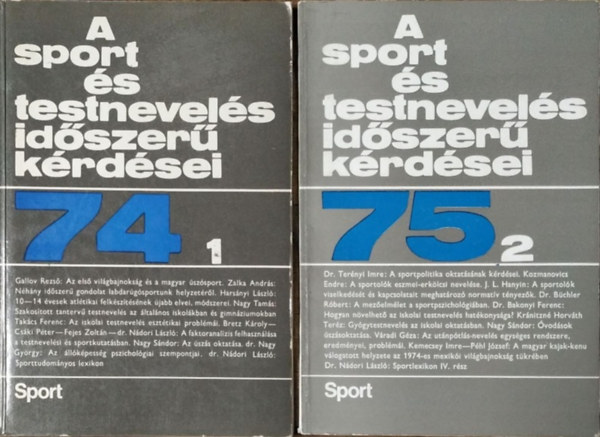 A
sport
és
testnevelés
időszerű
kérdései
74 1
Gallov Rezső: Az első világbajnokság és a magyar úszósport. Zalka András:
Néhány időszerű gondolat labdarúgósportunk helyzetéről. Harsányi László:
10—14 évesek atlétikai felkészítésének újabb elvei, módszerei. Nagy Tamás:
Szakosított tantervű testnevelés az általános iskolákban és gimnáziumokban
Takács Ferenc: Az iskolai testnevelés esztétikai problémái. Bretz Károly—
Czáki Péter—Fejes Zoltán—dr. Nádori László: A faktoranalízis felhasználása
a testnevelési és sportkutatásban. Nagy Sándor: Az úszás oktatása. dr. Nagy
György: Az állóképesség pszichológiai szempontjai. dr. Nádori László:
Sporttudományos lexikon
Sport
A
sport
és
testnevelés
időszerű
kérdései
75 2
Dr. Terényi Imre: A sportpolitika oktatásának kérdései. Kozmanovics
Endre: A sportolók eszmei-erkölcsi nevelése. J. L. Hanyin: A sportolók
viselkedését és kapcsolatait meghatározó normatív tényezők. Dr. Büchler
Róbert: A mezőelmélet a sportpszichológiában. Dr. Bakonyi Ferenc:
Hogyan növelhető az iskolai testnevelés hatékonysága? Kránitzné Horváth
Teréz: Gyógytestnevelés az iskolai oktatásban. Nagy Sándor: Óvodások
úszásoktatása. Váradi Géza: Az utánpótlás-nevelés egységes rendszere,
eredményei, problémái. Kemecsey Imre—Péhl József: A magyar kajak-kenu
válogatott helyzete az 1974-es mexikói világbajnokság tükrében
Dr. Nádori László: Sportlexikon IV. rész
Sport